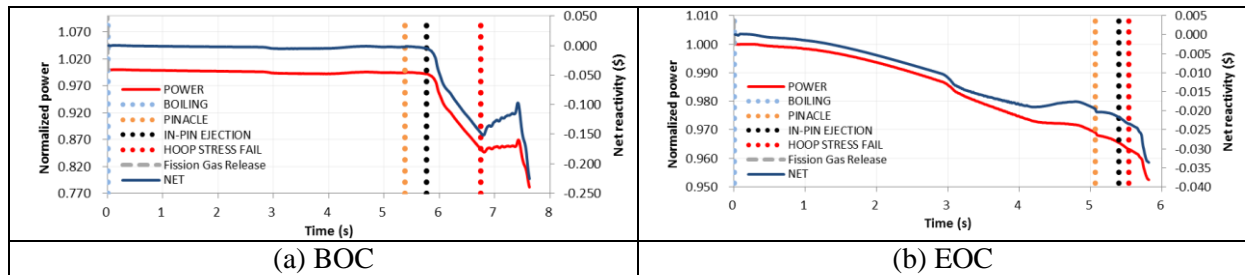 1.070
1.020
0.970
0.920
0.870
0.820
0.770
Normalized power
POWER
BOILING
PINACLE
IN-PIN EJECTION
HOOP STRESS FAIL
Fission Gas Release
NET
0.050
0.000
-0.050
-0.100
-0.150
-0.200
-0.250
Net reactivity ($)
0 1 2 3 4 5 6 7 8
Time (s)
(a) BOC
1.010
1.000
0.990
0.980
0.970
0.960
0.950
Normalized power
POWER
BOILING
PINACLE
IN-PIN EJECTION
HOOP STRESS FAIL
Fission Gas Release
NET
0.005
0.000
-0.005
-0.010
-0.015
-0.020
-0.025
-0.030
-0.035
-0.040
Net reactivity ($)
0 1 2 3 4 5 6
Time (s)
(b) EOC